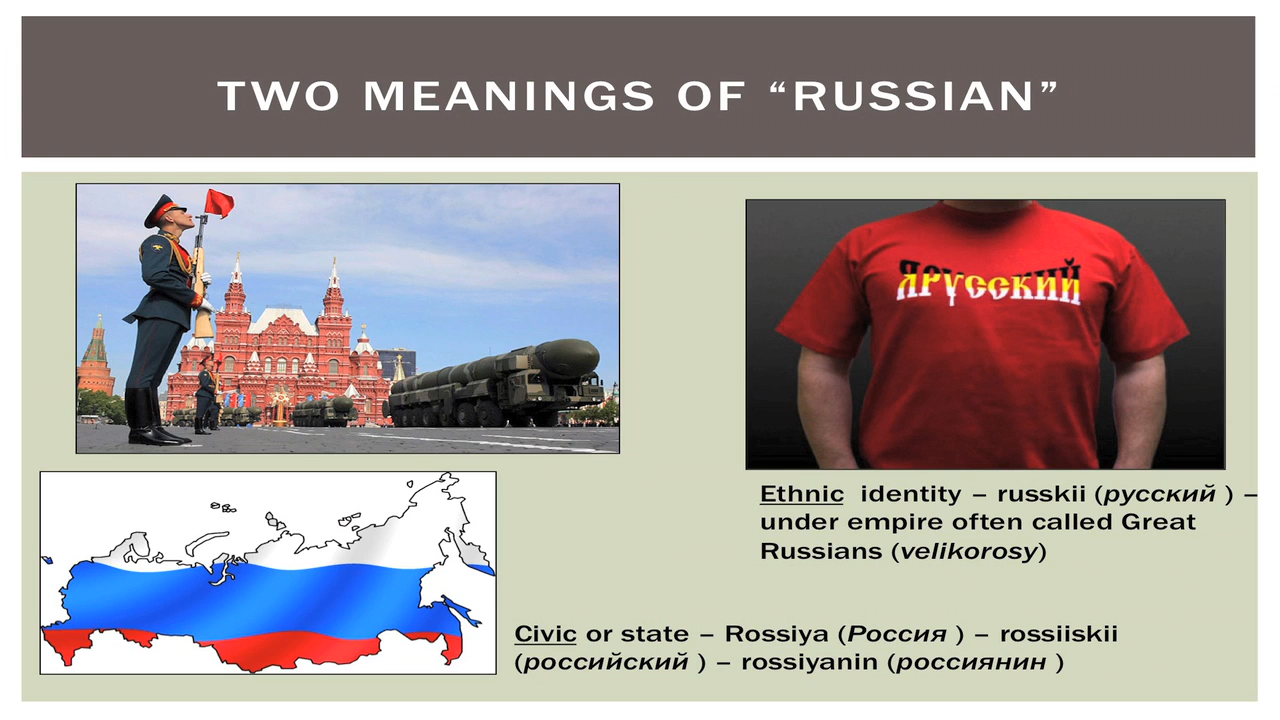 TWO MEANINGS OF “RUSSIAN”
ЯРУССКИЙ
Ethnic identity – russkii (русский ) –
under empire often called Great
Russians (velikorosy)
Civic or state – Rossiya (Россия ) – rossiiskii
(российский ) – rossiyanin (россиянин )